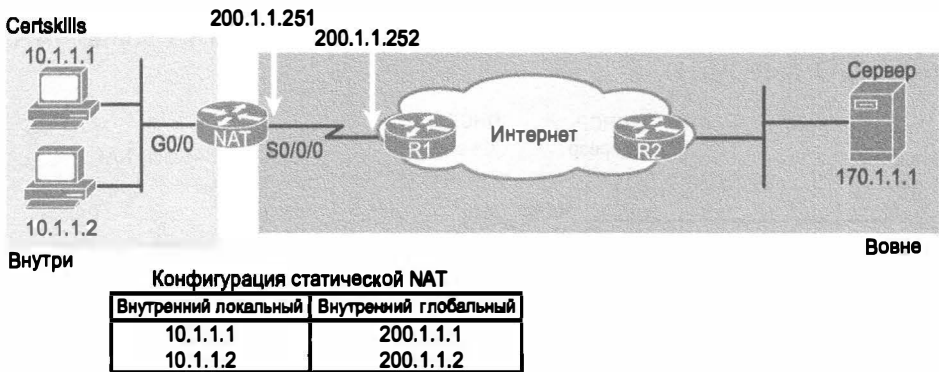 Certskills
200.1.1.251
200.1.1.252
10.1.1.1
Сервер
G0/0
NAT
S0/0/0
R1
Интернет
R2
170.1.1.1
10.1.1.2
Внутри
Вовне
Конфигурация статической NAT
Внутренний локальный Внутренний глобальный
10.1.1.1 200.1.1.1
10.1.1.2 200.1.1.2